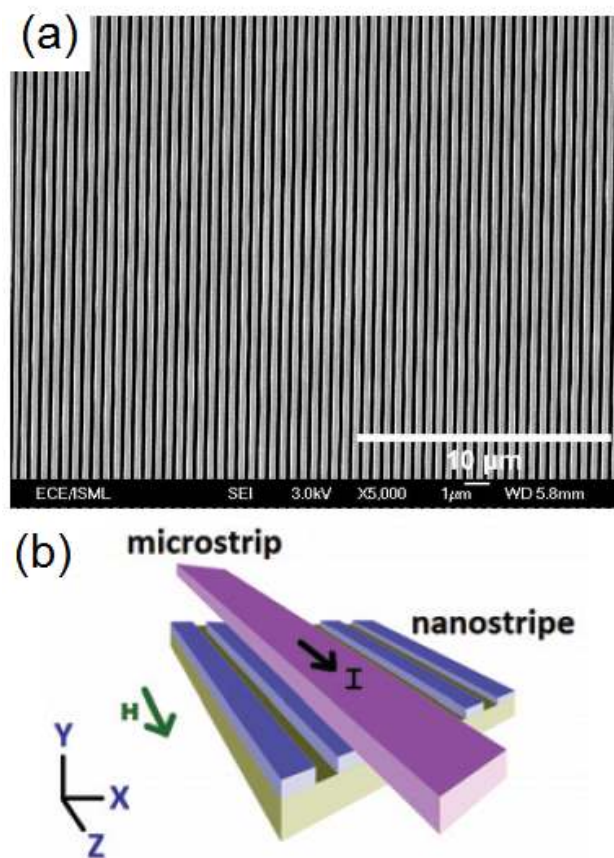 (a)
10 μm
ECE/ISML SEI 3.0kV X5,000 1μm WD 5.8mm
(b)
microstrip
nanostripe
I
H
Y
X
Z